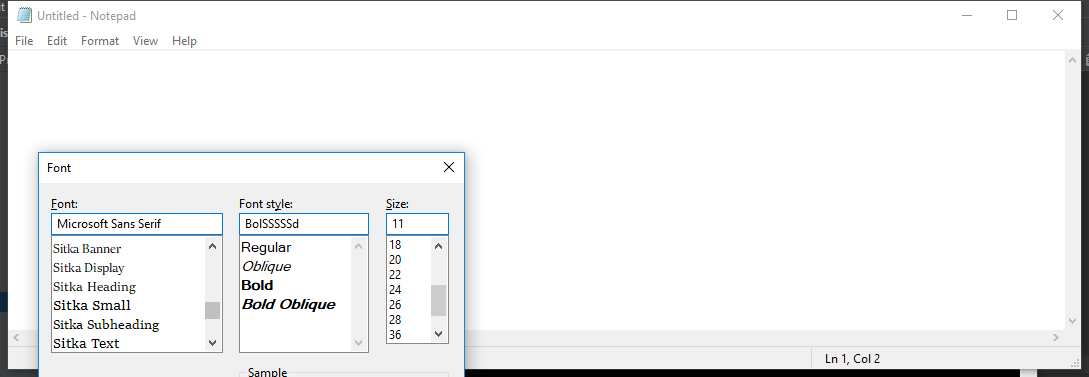 Untitled - Notepad
File Edit Format View Help
Font
Font: Font style: Size:
Microsoft Sans Serif BolSSSSSd 11
Sitka Banner
Sitka Display
Sitka Heading
Sitka Small
Sitka Subheading
Sitka Text
Regular
Oblique
Bold
Bold Oblique
18
20
22
24
26
28
36
Sample
Ln 1, Col 2